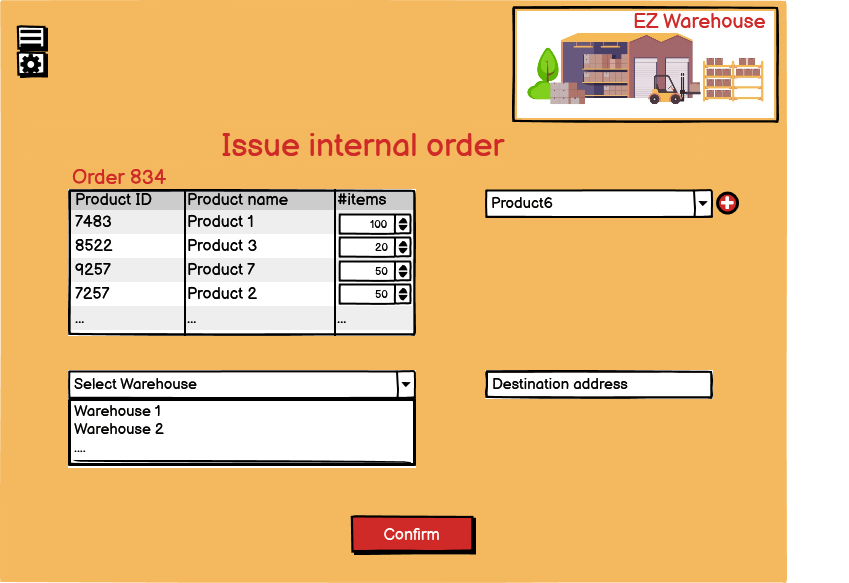 EZ Warehouse
Issue internal order
Order 834
Product ID Product name #items
7483 Product 1 100
8522 Product 3 20
9257 Product 7 50
7257 Product 2 50
... ... ...
Product6
Select Warehouse
Warehouse 1
Warehouse 2
....
Destination address
Confirm